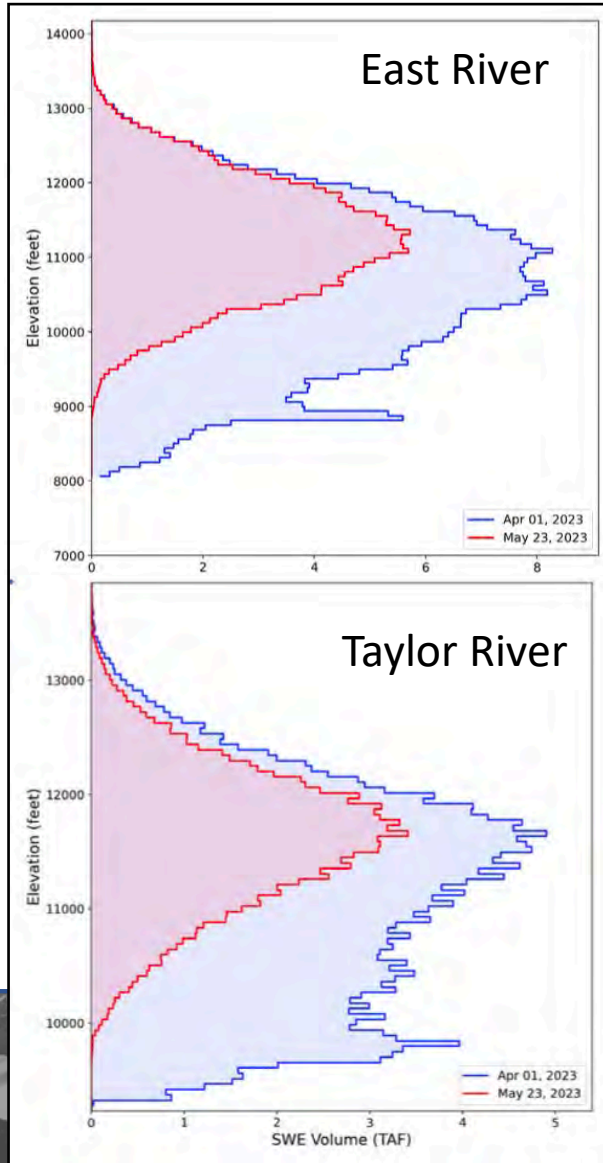 East River
14000
13000
12000
11000
10000
9000
8000
7000
Elevation (feet)
0 2 4 6 8
Apr 01, 2023
May 23, 2023
Taylor River
13000
12000
11000
10000
Elevation (feet)
Apr 01, 2023
May 23, 2023
0 1 2 3 4 5
SWE Volume (TAF)